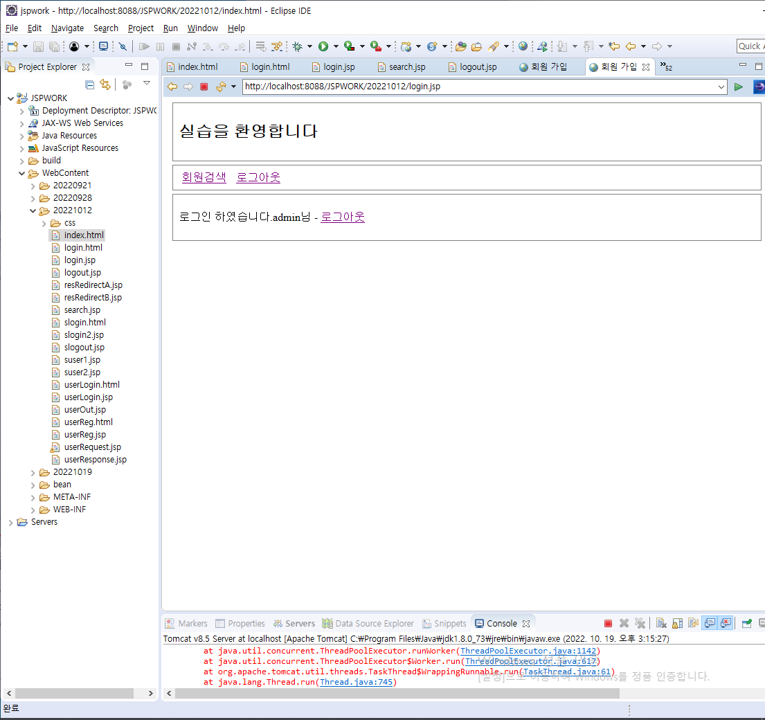 jspwork - http://localhost:8088/JSPWORK/20221012/index.html - Eclipse IDE
File Edit Navigate Search Project Run Window Help
Quick A
Project Explorer
index.html login.html login.jsp search.jsp logout.jsp 회원 가입 회원 가입 »52
http://localhost:8088/JSPWORK/20221012/login.jsp
JSPWORK
Deployment Descriptor: JSPWO
JAX-WS Web Services
Java Resources
JavaScript Resources
build
WebContent
20220921
20220928
20221012
css
index.html
login.html
login.jsp
logout.jsp
resRedirectA.jsp
resRedirectB.jsp
search.jsp
slogin.html
slogin2.jsp
slogout.jsp
suser1.jsp
suser2.jsp
userLogin.html
userLogin.jsp
userOut.jsp
userReg.html
userReg.jsp
userRequest.jsp
userResponse.jsp
20221019
bean
META-INF
WEB-INF
Servers
실습을 환영합니다
회원검색 로그아웃
로그인 하였습니다.admin님 - 로그아웃
Markers Properties Servers Data Source Explorer Snippets Console
Tomcat v8.5 Server at localhost [Apache Tomcat] C:₩Program Files₩Java₩jdk1.8.0_73₩jre₩bin₩javaw.exe (2022. 10. 19. 오후 3:15:27)
at java.util.concurrent.ThreadPoolExecutor.runWorker(ThreadPoolExecutor.java:1142)
at java.util.concurrent.ThreadPoolExecutor$Worker.run(ThreadPoolExecutor.java:617)
at org.apache.tomcat.util.threads.TaskThread$WrappingRunnable.run(TaskThread.java:61)
at java.lang.Thread.run(Thread.java:745)
Windows를 정품 인증합니다.
완료